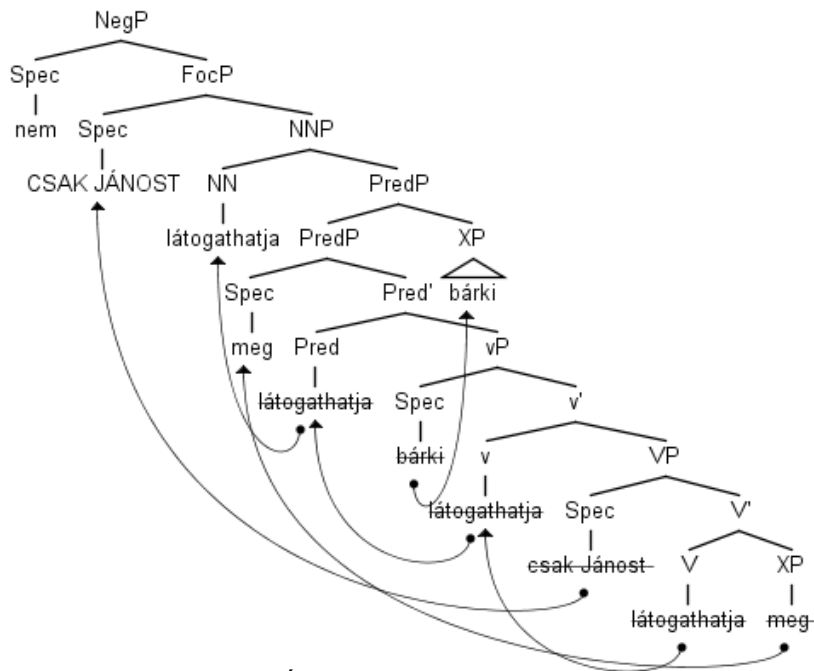 NegP
Spec FocP
nem Spec NNP
CSAK JÁNOST NN PredP
látogathatja PredP XP
Spec Pred' bárki
meg Pred vP
látogathatja Spec v'
bárki v VP
látogathatja Spec V'
csak Jánost V XP
látogathatja meg